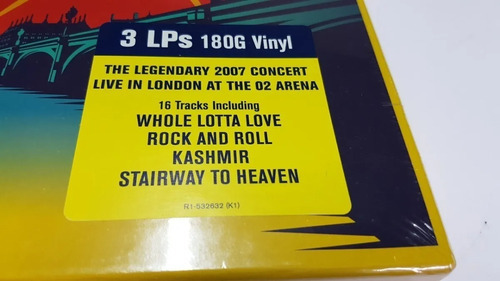 3 LPs 180G Vinyl
THE LEGENDARY 2007 CONCERT
LIVE IN LONDON AT THE O2 ARENA
16 Tracks Including
WHOLE LOTTA LOVE
ROCK AND ROLL
KASHMIR
STAIRWAY TO HEAVEN
R1-532632 (K1)